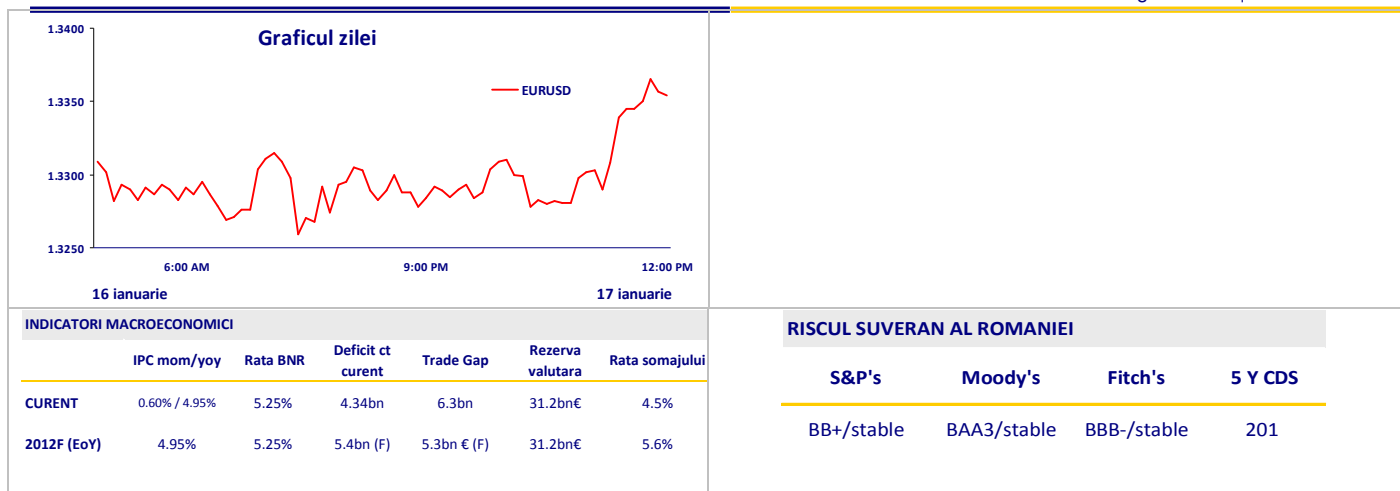 Graficul zilei
1.3400
1.3350
1.3300
1.3250
EURUSD
6:00 AM 9:00 PM 12:00 PM
16 ianuarie 17 ianuarie
INDICATORI MACROECONOMICI
IPC mom/yoy Rata BNR Deficit ct curent Trade Gap Rezerva valutara Rata somajului
CURENT 0.60% / 4.95% 5.25% 4.34bn 6.3bn 31.2bn€ 4.5%
2012F (EoY) 4.95% 5.25% 5.4bn (F) 5.3bn € (F) 31.2bn€ 5.6%
RISCUL SUVERAN AL ROMANIEI
S&P's Moody's Fitch's 5 Y CDS
BB+/stable BAA3/stable BBB-/stable 201